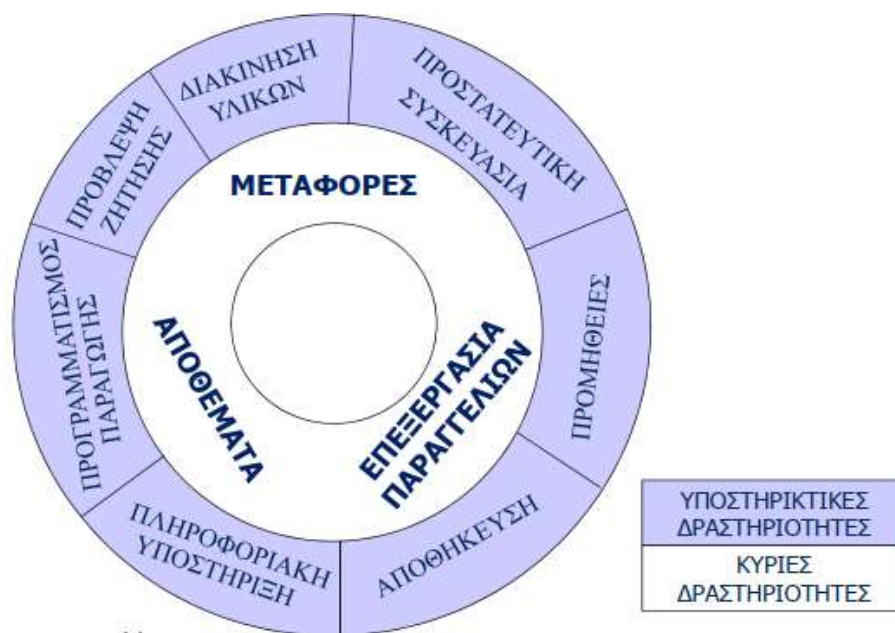 ΔΙΑΚΙΝΗΣΗ
ΥΛΙΚΩΝ
ΠΡΟΣΤΑΤΕΥΤΙΚΗ
ΣΥΣΚΕΥΑΣΙΑ
ΠΡΟΒΛΕΨΗ
ΖΗΤΗΣΗΣ
ΜΕΤΑΦΟΡΕΣ
ΠΡΟΓΡΑΜΜΑΤΙΣΜΟΣ
ΠΑΡΑΓΩΓΗΣ
ΑΠΟΘΕΜΑΤΑ
ΕΠΕΞΕΡΓΑΣΙΑ
ΠΑΡΑΓΓΕΛΙΩΝ
ΠΡΟΜΗΘΕΙΕΣ
ΠΛΗΡΟΦΟΡΙΑΚΗ
ΥΠΟΣΤΗΡΙΞΗ
ΑΠΟΘΗΚΕΥΣΗ
ΥΠΟΣΤΗΡΙΚΤΙΚΕΣ
ΔΡΑΣΤΗΡΙΟΤΗΤΕΣ
ΚΥΡΙΕΣ
ΔΡΑΣΤΗΡΙΟΤΗΤΕΣ